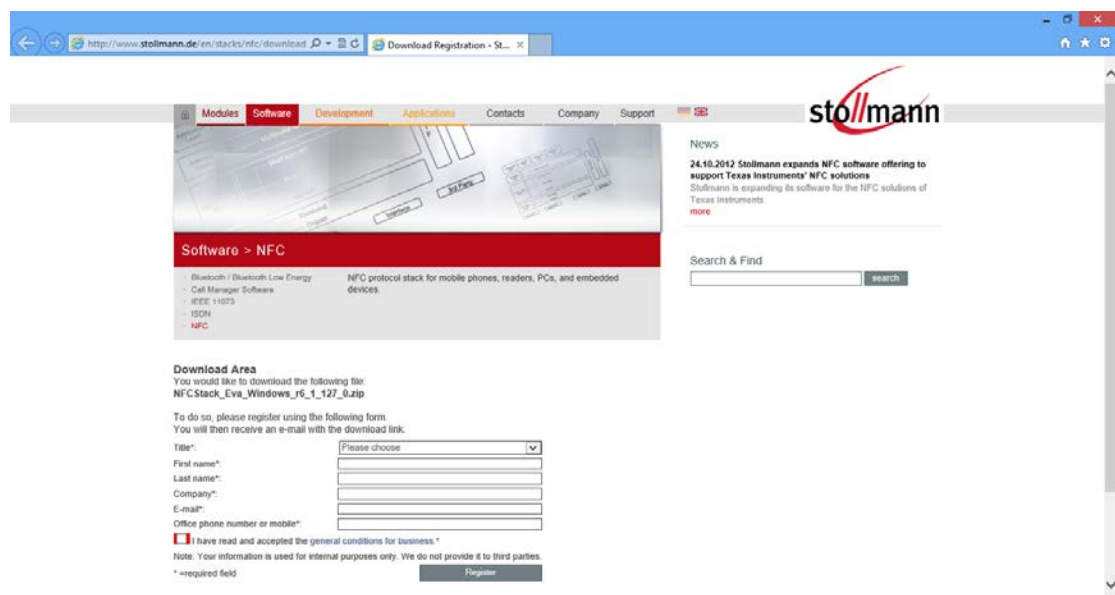 http://www.stollmann.de/en/stacks/nfc/download
Download Registration - St...
Modules Software Development Applications Contacts Company Support
stollmann
Interface
3rd Party
Software > NFC
Bluetooth / Bluetooth Low Energy
Call Manager Software
IEEE 11073
ISDN
NFC
NFC protocol stack for mobile phones, readers, PCs, and embedded
devices.
News
24.10.2012 Stollmann expands NFC software offering to
support Texas Instruments' NFC solutions
Stollmann is expanding its software for the NFC solutions of
Texas Instruments.
more
Search & Find
search
Download Area
You would like to download the following file:
NFCStack_Eva_Windows_r6_1_127_0.zip
To do so, please register using the following form.
You will then receive an e-mail with the download link.
Title*: Please choose
First name*:
Last name*:
Company*:
E-mail*:
Office phone number or mobile*:
I have read and accepted the general conditions for business.*
Note: Your information is used for internal purposes only. We do not provide it to third parties.
* =required field Register